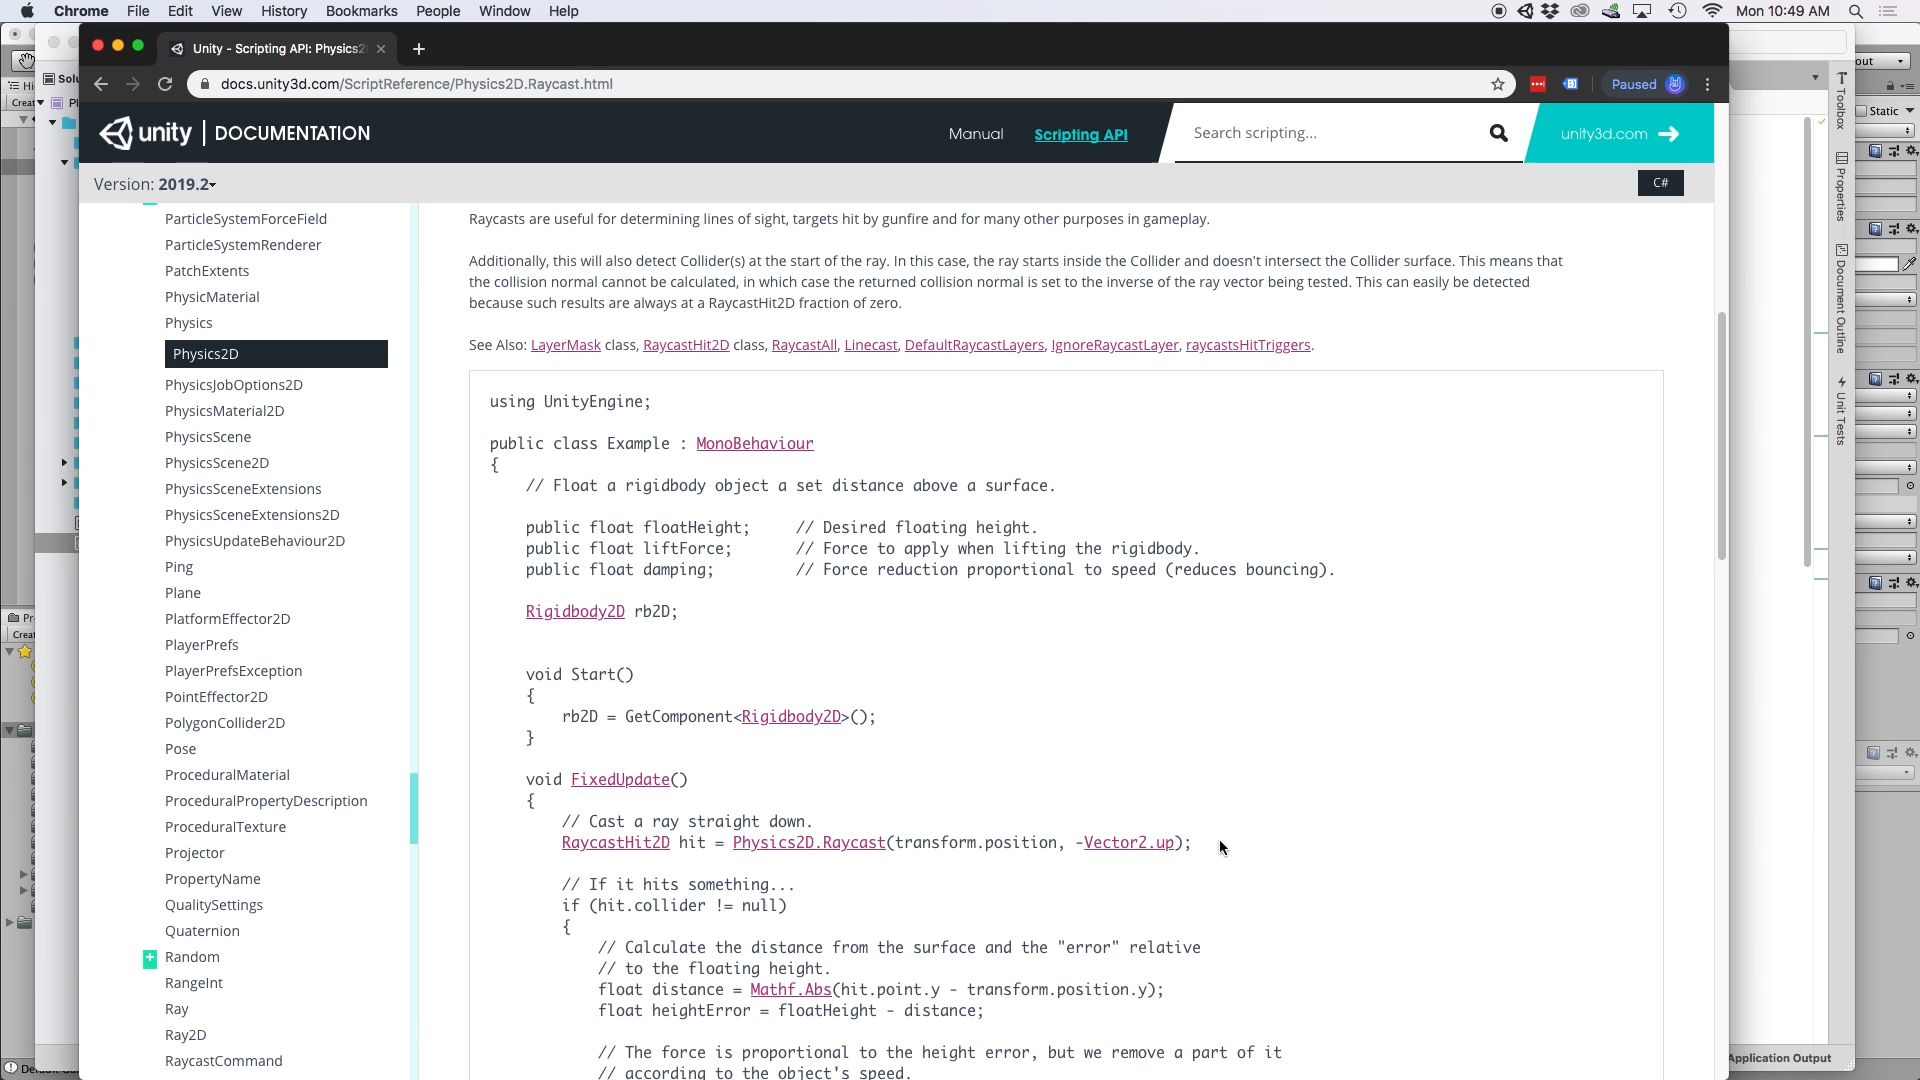 Chrome File Edit View History Bookmarks People Window Help
Mon 10:49 AM
Unity - Scripting API: Physics2
docs.unity3d.com/ScriptReference/Physics2D.Raycast.html
Paused
unity | DOCUMENTATION
Manual
Scripting API
Search scripting...
unity3d.com
Version: 2019.2
C#
ParticleSystemForceField
ParticleSystemRenderer
PatchExtents
PhysicMaterial
Physics
Physics2D
PhysicsJobOptions2D
PhysicsMaterial2D
PhysicsScene
PhysicsScene2D
PhysicsSceneExtensions
PhysicsSceneExtensions2D
PhysicsUpdateBehaviour2D
Ping
Plane
PlatformEffector2D
PlayerPrefs
PlayerPrefsException
PointEffector2D
PolygonCollider2D
Pose
ProceduralMaterial
ProceduralPropertyDescription
ProceduralTexture
Projector
PropertyName
QualitySettings
Quaternion
Random
RangeInt
Ray
Ray2D
RaycastCommand
Raycasts are useful for determining lines of sight, targets hit by gunfire and for many other purposes in gameplay.
Additionally, this will also detect Collider(s) at the start of the ray. In this case, the ray starts inside the Collider and doesn't intersect the Collider surface. This means that
the collision normal cannot be calculated, in which case the returned collision normal is set to the inverse of the ray vector being tested. This can easily be detected
because such results are always at a RaycastHit2D fraction of zero.
See Also: LayerMask class, RaycastHit2D class, RaycastAll, Linecast, DefaultRaycastLayers, IgnoreRaycastLayer, raycastsHitTriggers.
using UnityEngine;
public class Example : MonoBehaviour
{
// Float a rigidbody object a set distance above a surface.
public float floatHeight;     // Desired floating height.
public float liftForce;       // Force to apply when lifting the rigidbody.
public float damping;         // Force reduction proportional to speed (reduces bouncing).
Rigidbody2D rb2D;
void Start()
{
rb2D = GetComponent<Rigidbody2D>();
}
void FixedUpdate()
{
// Cast a ray straight down.
RaycastHit2D hit = Physics2D.Raycast(transform.position, -Vector2.up);
// If it hits something...
if (hit.collider != null)
{
// Calculate the distance from the surface and the "error" relative
// to the floating height.
float distance = Mathf.Abs(hit.point.y - transform.position.y);
float heightError = floatHeight - distance;
// The force is proportional to the height error, but we remove a part of it
// according to the object's speed.
Toolbox
Properties
Document Outline
Unit Tests
Static
Application Output